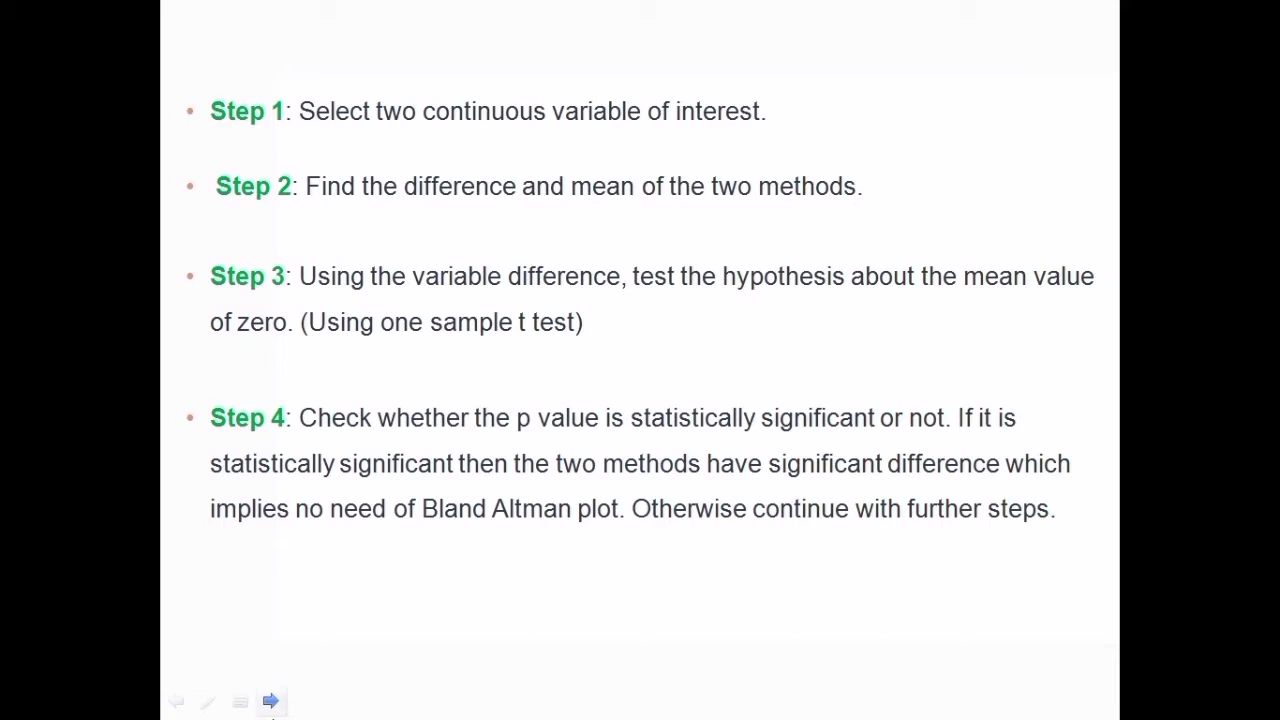 • Step 1: Select two continuous variable of interest.
• Step 2: Find the difference and mean of the two methods.
• Step 3: Using the variable difference, test the hypothesis about the mean value
of zero. (Using one sample t test)
• Step 4: Check whether the p value is statistically significant or not. If it is
statistically significant then the two methods have significant difference which
implies no need of Bland Altman plot. Otherwise continue with further steps.